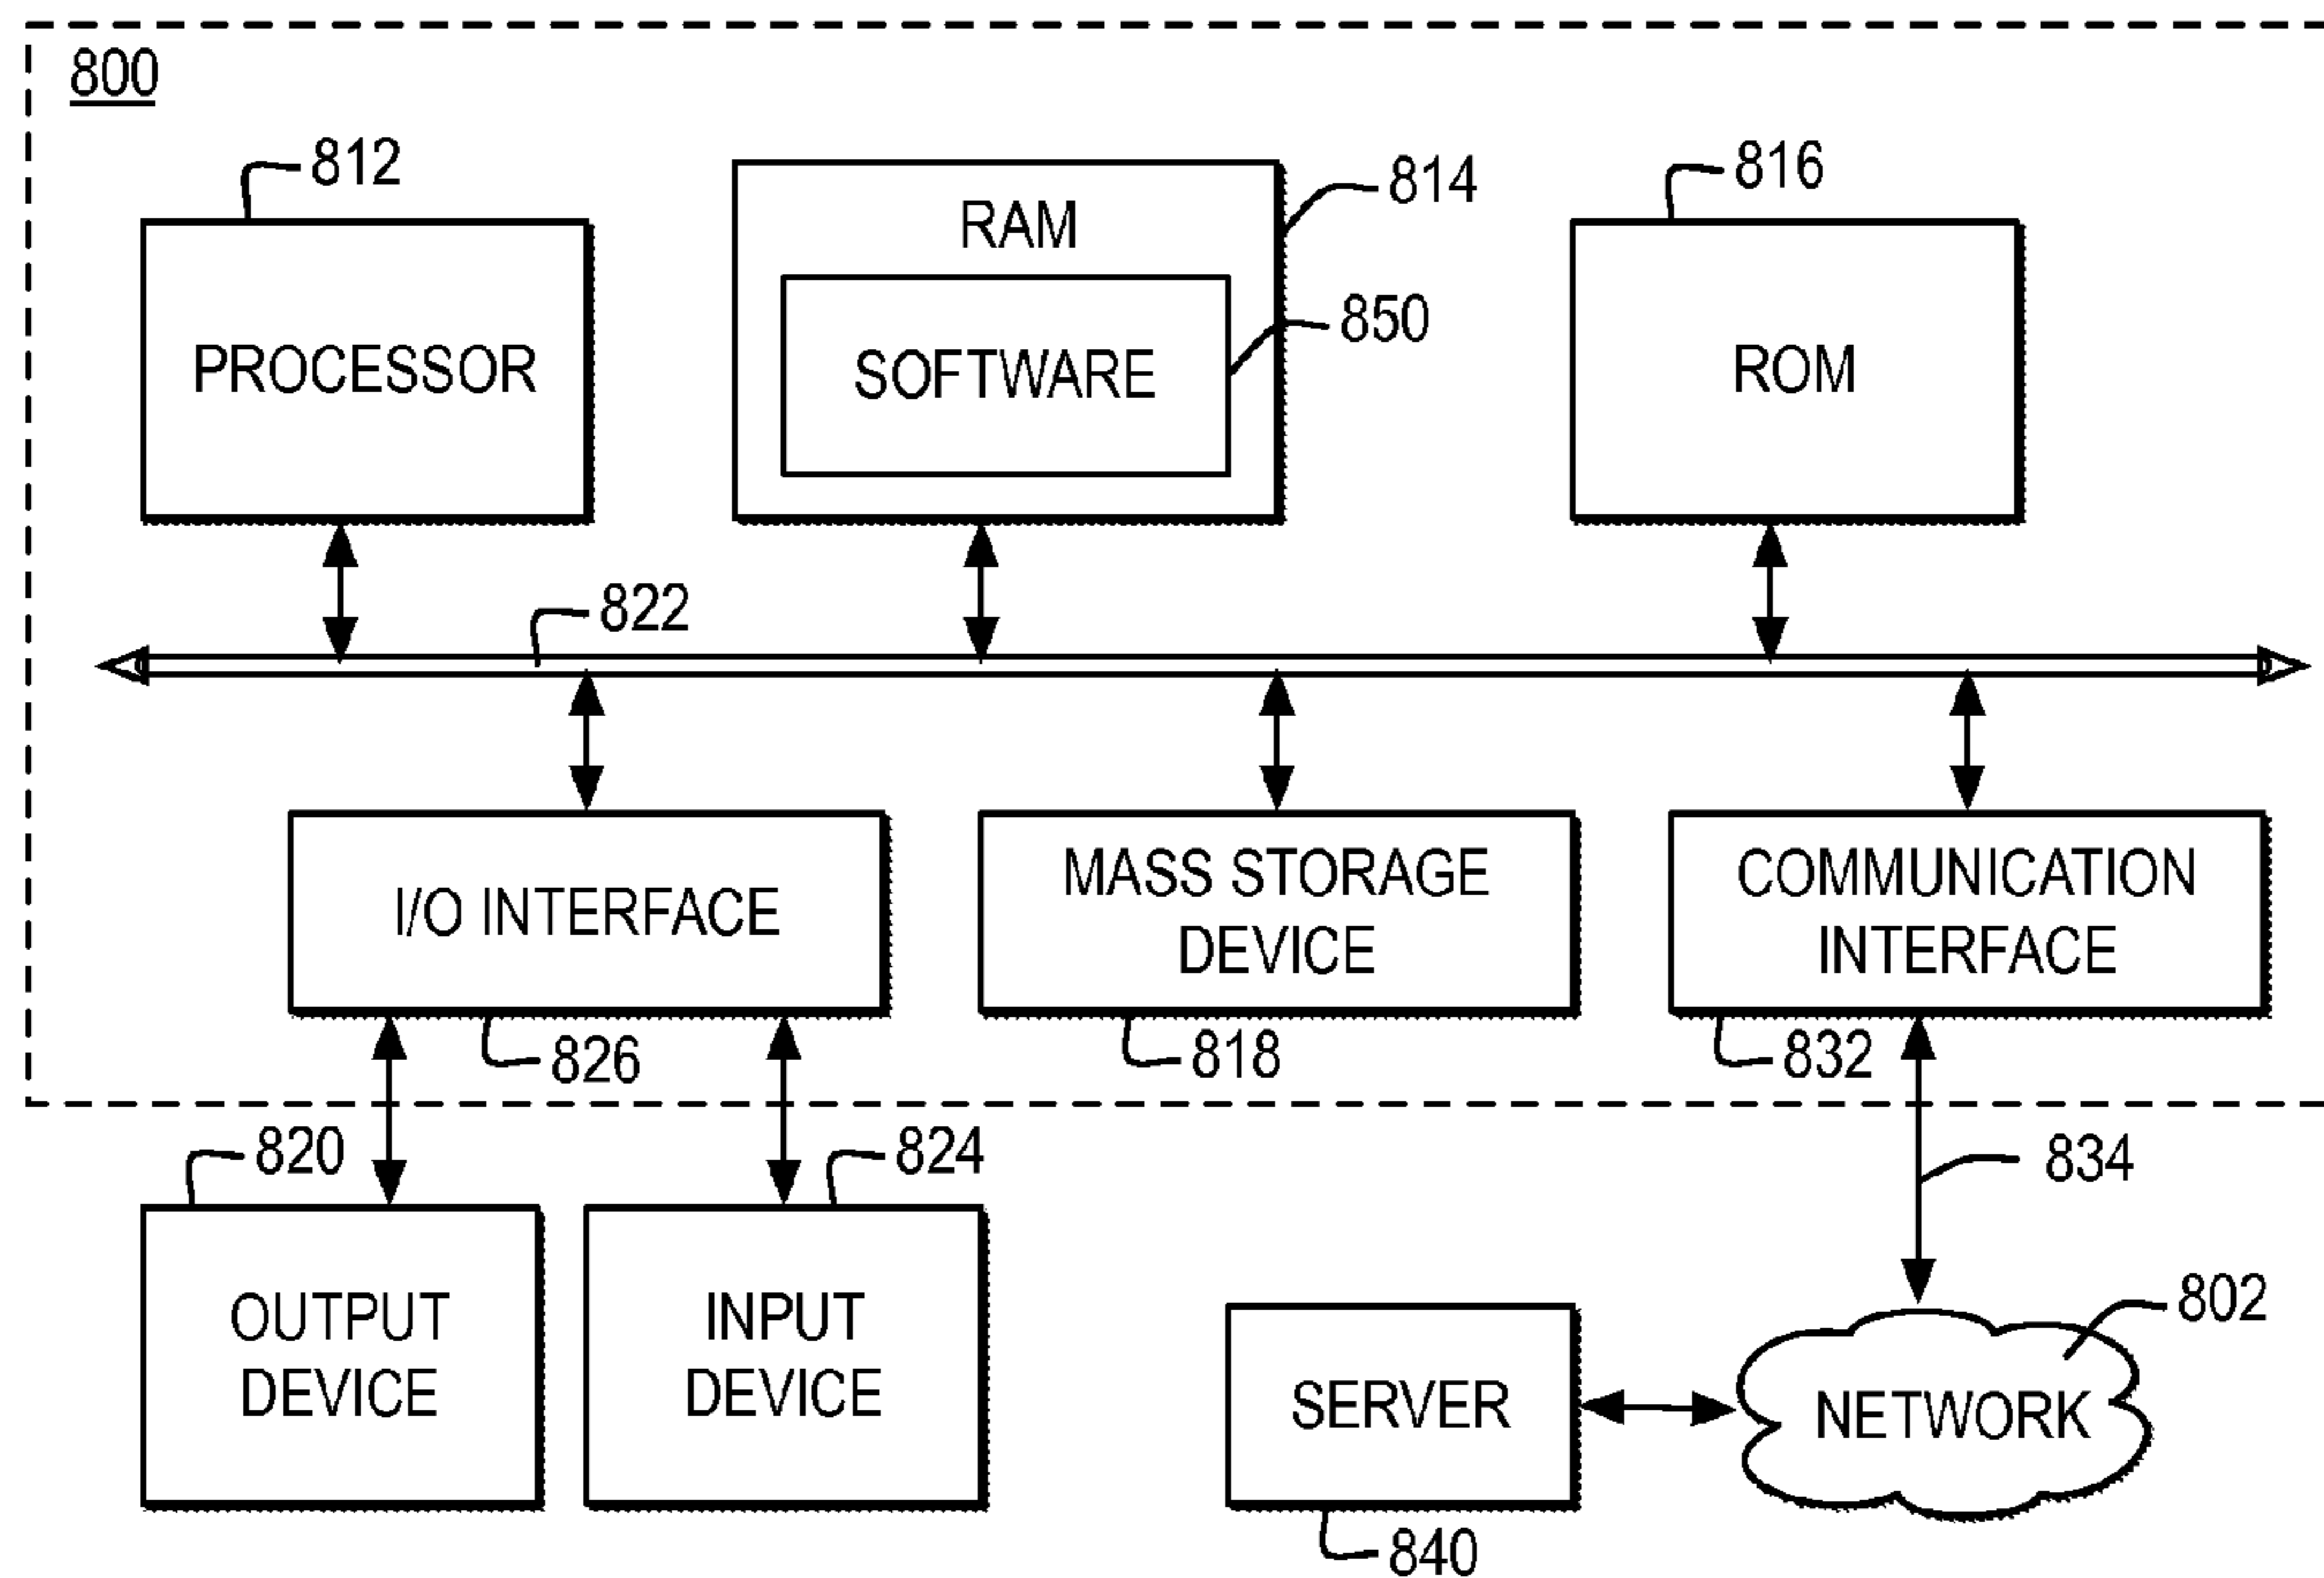 800
812
814
816
RAM
850
PROCESSOR
SOFTWARE
ROM
822
I/O INTERFACE
MASS STORAGE
DEVICE
COMMUNICATION
INTERFACE
826
818
832
820
824
834
OUTPUT
DEVICE
INPUT
DEVICE
802
SERVER
NETWORK
840